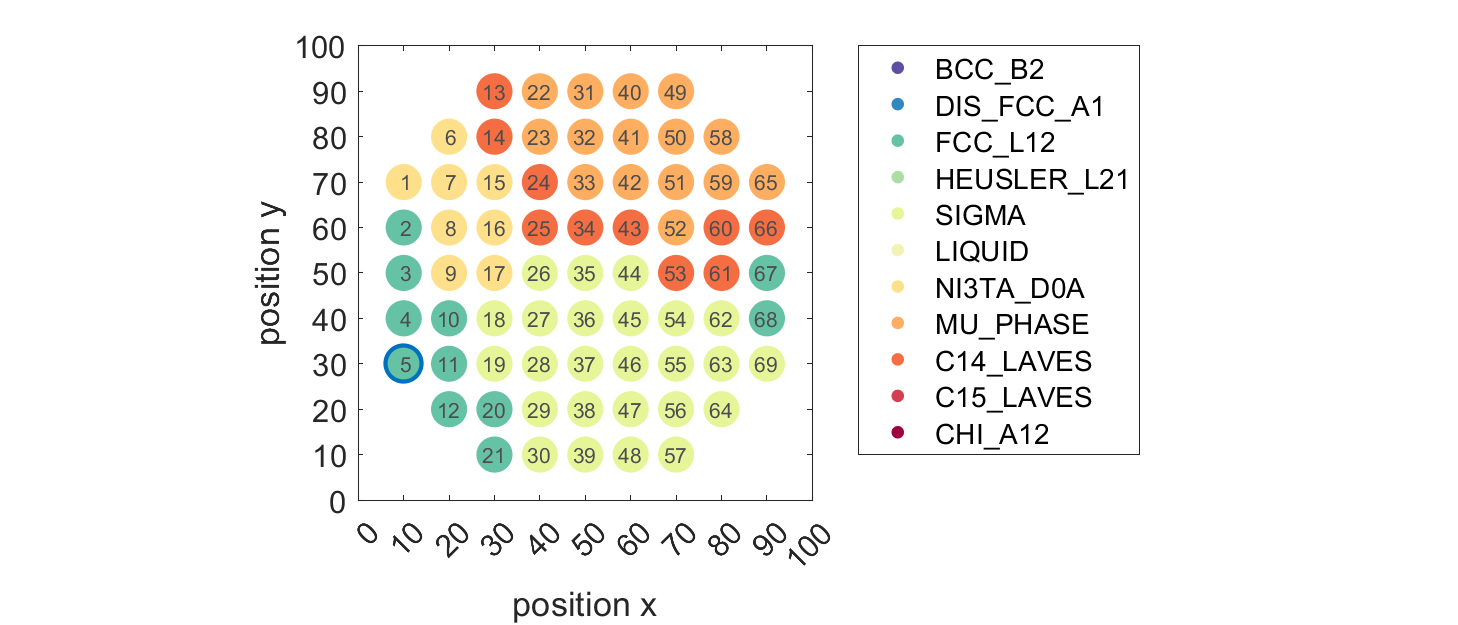 100
90
80
70
60
50
40
30
20
10
0
position y
13 22 31 40 49
6 14 23 32 41 50 58
1 7 15 24 33 42 51 59 65
2 8 16 25 34 43 52 60 66
3 9 17 26 35 44 53 61 67
4 10 18 27 36 45 54 62 68
5 11 19 28 37 46 55 63 69
12 20 29 38 47 56 64
21 30 39 48 57
0 10 20 30 40 50 60 70 80 90 100
position x
BCC_B2
DIS_FCC_A1
FCC_L12
HEUSLER_L21
SIGMA
LIQUID
NI3TA_D0A
MU_PHASE
C14_LAVES
C15_LAVES
CHI_A12